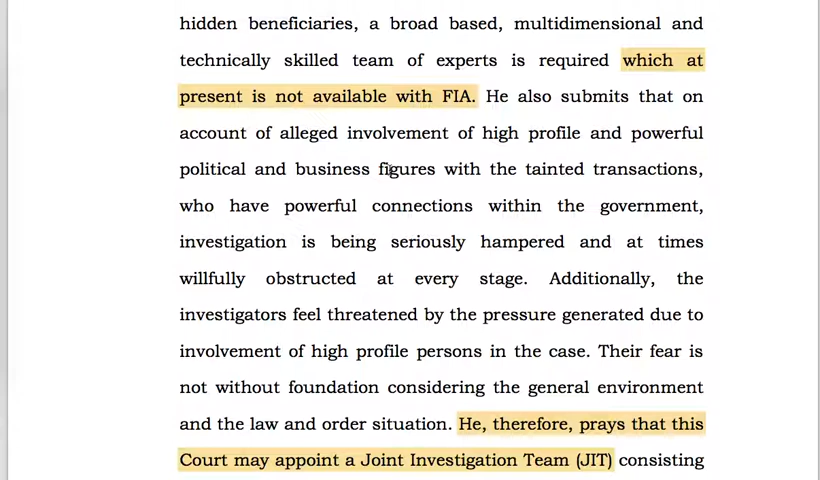 hidden beneficiaries, a broad based, multidimensional and
technically skilled team of experts is required which at
present is not available with FIA. He also submits that on
account of alleged involvement of high profile and powerful
political and business figures with the tainted transactions,
who have powerful connections within the government,
investigation is being seriously hampered and at times
willfully obstructed at every stage. Additionally, the
investigators feel threatened by the pressure generated due to
involvement of high profile persons in the case. Their fear is
not without foundation considering the general environment
and the law and order situation. He, therefore, prays that this
Court may appoint a Joint Investigation Team (JIT) consisting